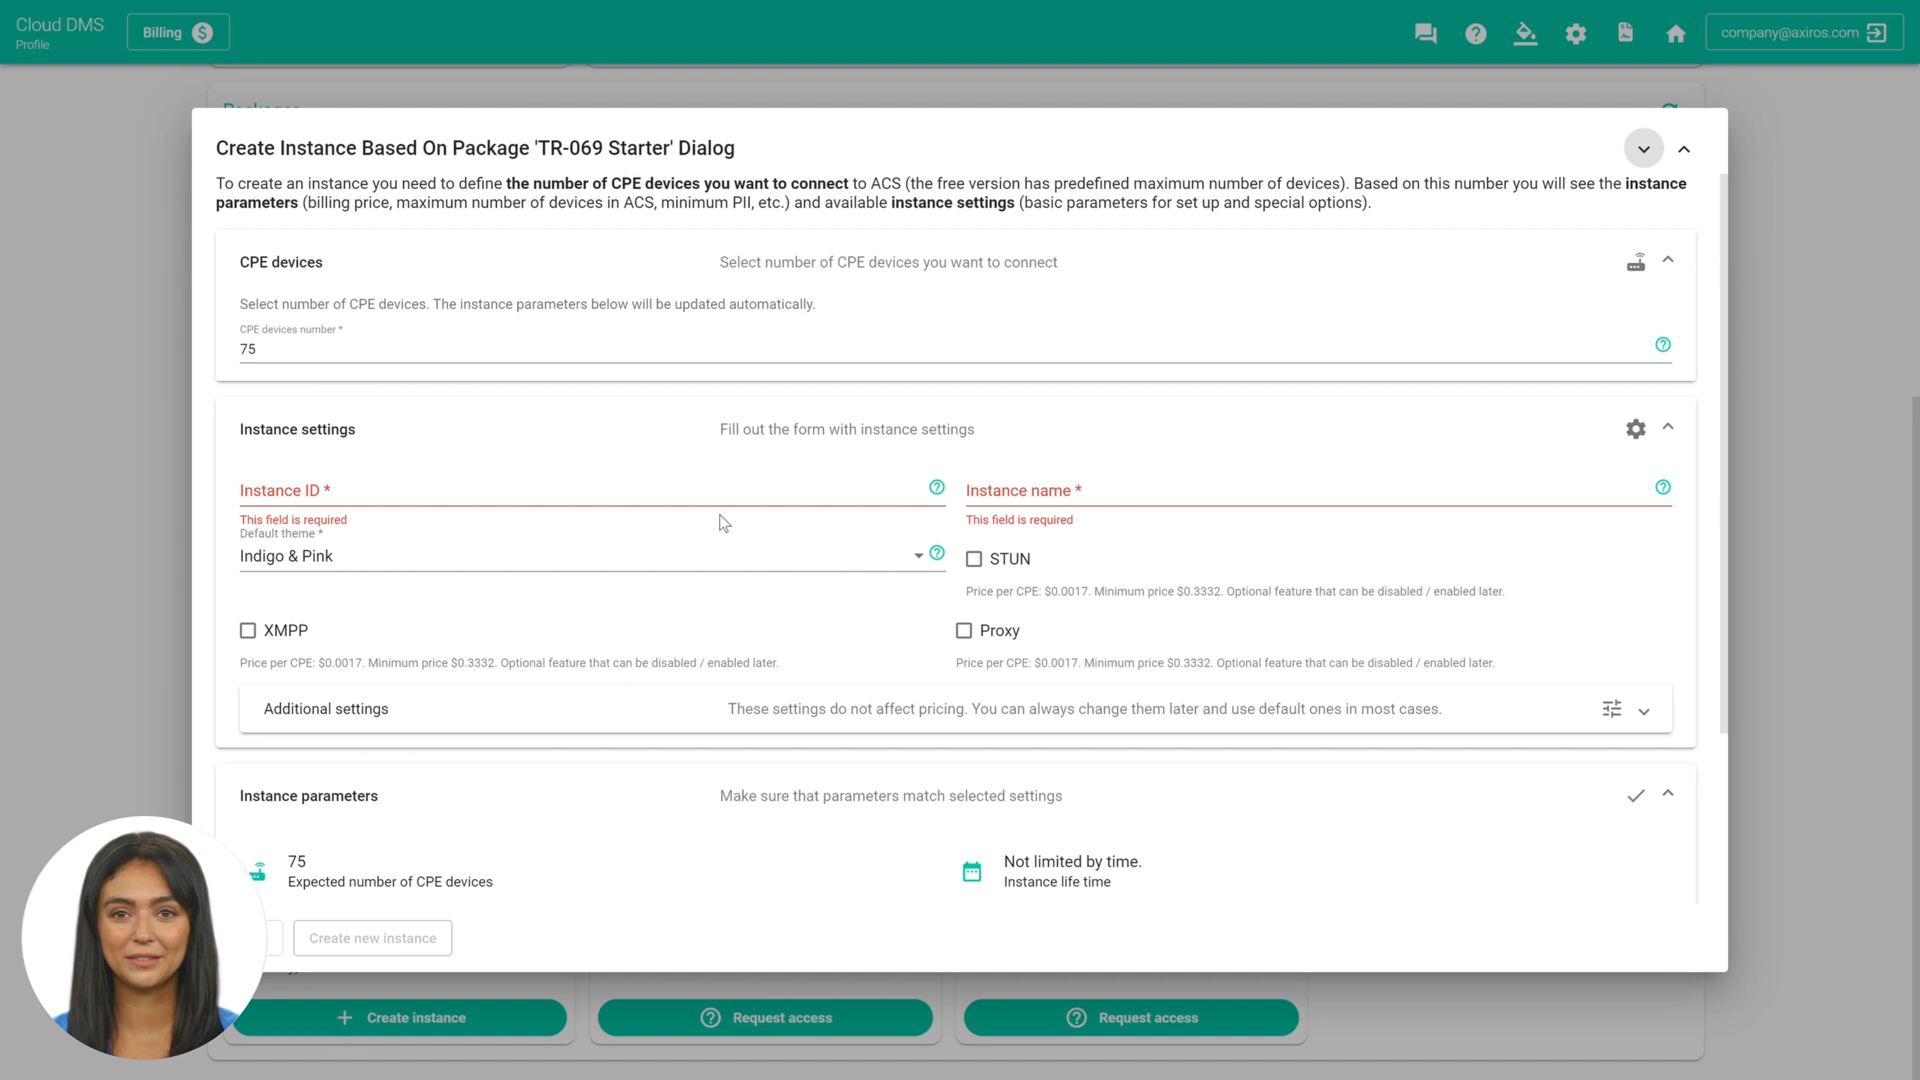 Cloud DMS
Profile
Billing
company@axiros.com
Create Instance Based On Package 'TR-069 Starter' Dialog
To create an instance you need to define the number of CPE devices you want to connect to ACS (the free version has predefined maximum number of devices). Based on this number you will see the instance
parameters (billing price, maximum number of devices in ACS, minimum PII, etc.) and available instance settings (basic parameters for set up and special options).
CPE devices
Select number of CPE devices you want to connect
Select number of CPE devices. The instance parameters below will be updated automatically.
CPE devices number *
75
Instance settings
Fill out the form with instance settings
Instance ID *
Instance name *
This field is required
This field is required
Default theme *
Indigo & Pink
STUN
Price per CPE: $0.0017. Minimum price $0.3332. Optional feature that can be disabled / enabled later.
XMPP
Proxy
Price per CPE: $0.0017. Minimum price $0.3332. Optional feature that can be disabled / enabled later.
Price per CPE: $0.0017. Minimum price $0.3332. Optional feature that can be disabled / enabled later.
Additional settings
These settings do not affect pricing. You can always change them later and use default ones in most cases.
Instance parameters
Make sure that parameters match selected settings
75
Expected number of CPE devices
Not limited by time.
Instance life time
Create new instance
Create instance
Request access
Request access